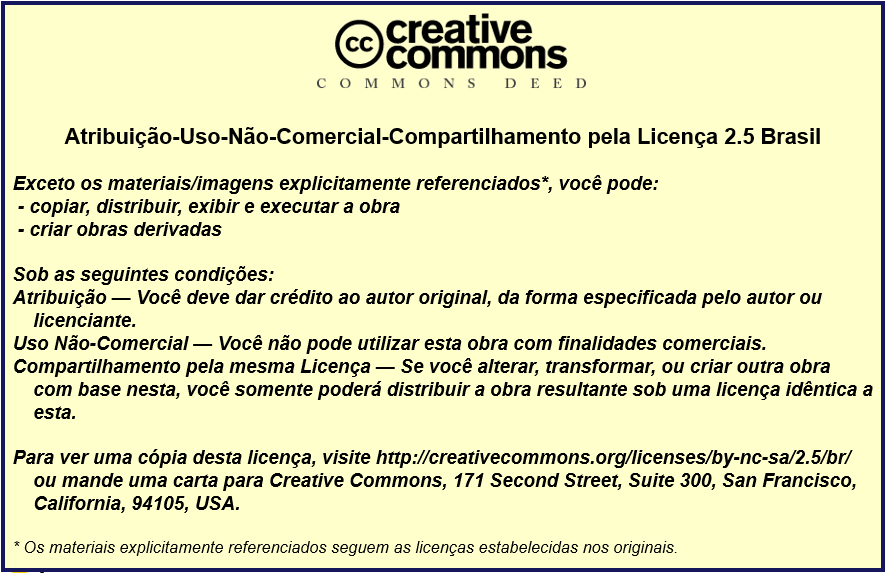 cc creative
commons
COMMONS DEED
Atribuição-Uso-Não-Comercial-Compartilhamento pela Licença 2.5 Brasil
Exceto os materiais/imagens explicitamente referenciados*, você pode:
- copiar, distribuir, exibir e executar a obra
- criar obras derivadas
Sob as seguintes condições:
Atribuição — Você deve dar crédito ao autor original, da forma especificada pelo autor ou
licenciante.
Uso Não-Comercial — Você não pode utilizar esta obra com finalidades comerciais.
Compartilhamento pela mesma Licença — Se você alterar, transformar, ou criar outra obra
com base nesta, você somente poderá distribuir a obra resultante sob uma licença idêntica a
esta.
Para ver uma cópia desta licença, visite http://creativecommons.org/licenses/by-nc-sa/2.5/br/
ou mande uma carta para Creative Commons, 171 Second Street, Suite 300, San Francisco,
California, 94105, USA.
* Os materiais explicitamente referenciados seguem as licenças estabelecidas nos originais.